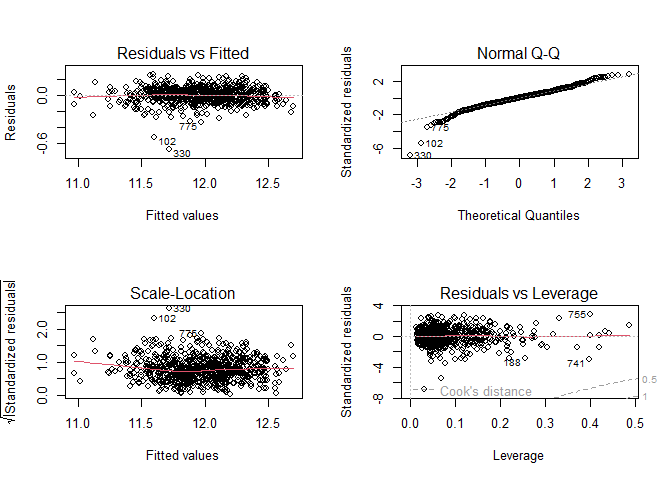 Residuals vs Fitted
Residuals
0.0
-0.6
775
102
330
11.0 11.5 12.0 12.5
Fitted values
Normal Q-Q
Standardized residuals
2
-2
-6
775
102
330
-3 -2 -1 0 1 2 3
Theoretical Quantiles
Scale-Location
√|Standardized residuals|
2.0
1.0
0.0
330
102
775
11.0 11.5 12.0 12.5
Fitted values
Residuals vs Leverage
Standardized residuals
4
0
-4
-8
755
188
741
Cook's distance
0.5
1
0.0 0.1 0.2 0.3 0.4 0.5
Leverage